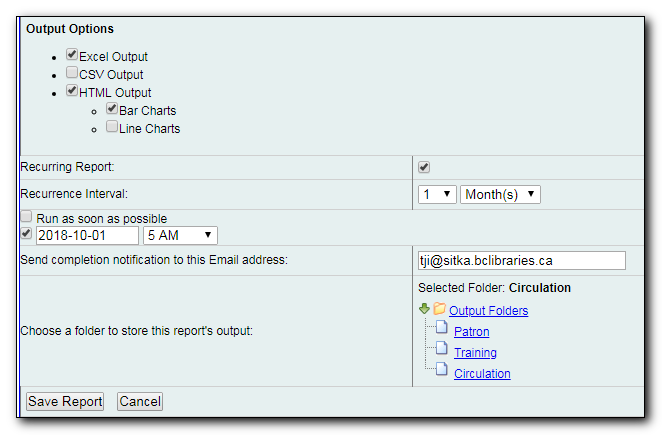 Output Options
Excel Output
CSV Output
HTML Output
Bar Charts
Line Charts
Recurring Report:
Recurrence Interval: 1 Month(s)
Run as soon as possible
2018-10-01 5 AM
Send completion notification to this Email address: tji@sitka.bclibraries.ca
Selected Folder: Circulation
Output Folders
Choose a folder to store this report's output: Patron
Training
Circulation
Save Report Cancel